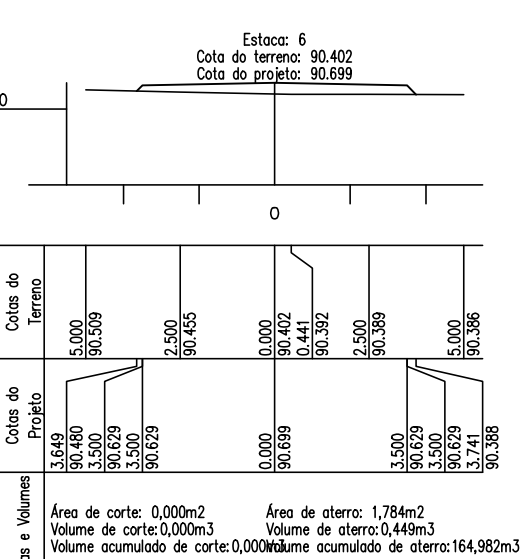 Estaca: 6
Cota do terreno: 90.402
Cota do projeto: 90.699
0
0
Cotas do
Terreno
5.000
90.509
2.500
90.455
0.000
90.402
0.441
90.392
2.500
90.389
5.000
90.386
Cotas do
Projeto
3.649
90.480
3.500
90.629
3.500
90.629
0.000
90.699
3.500
90.629
3.500
90.629
3.741
90.388
s e Volumes
Área de corte: 0,000m2
Área de aterro: 1,784m2
Volume de corte:0,000m3
Volume de aterro:0,449m3
Volume acumulado de corte:0,000m3
Volume acumulado de aterro:164,982m3